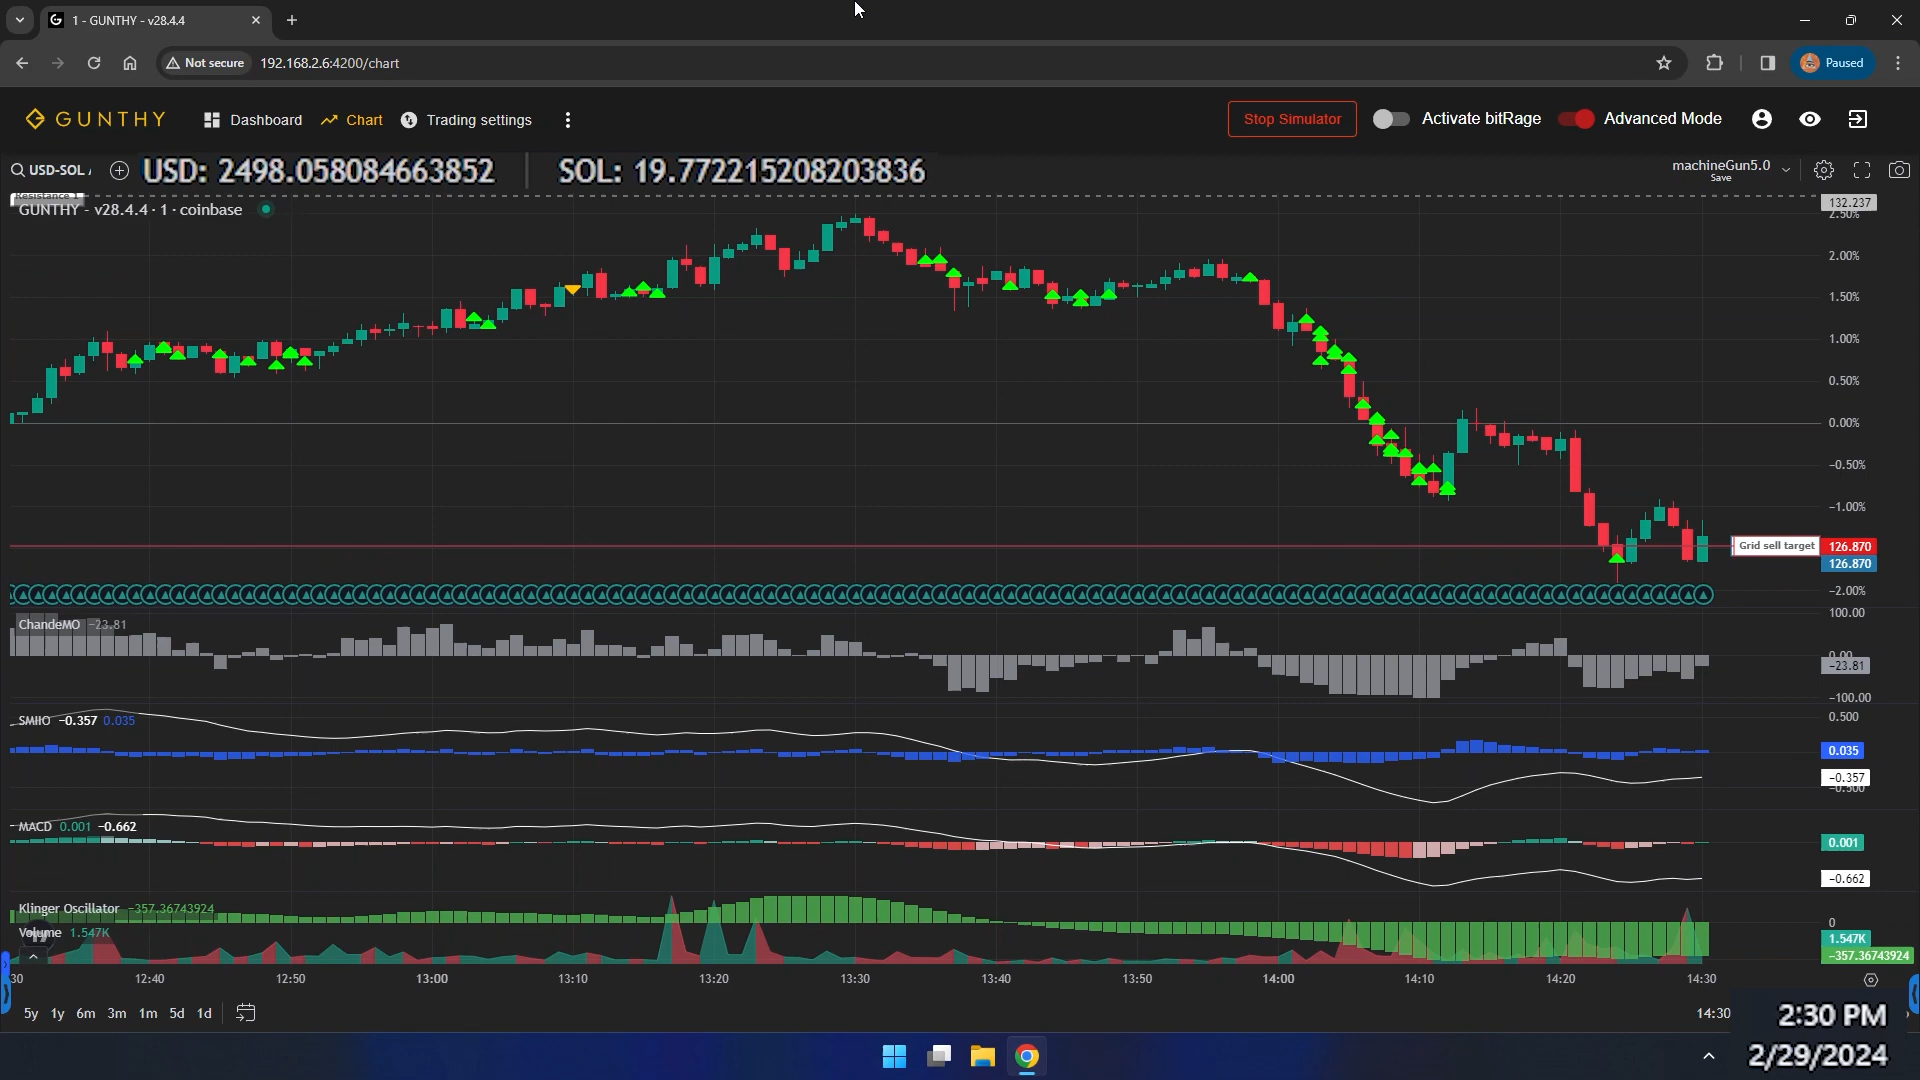 1 - GUNTHY - v28.4.4
Not secure
192.168.2.6:4200/chart
Paused
GUNTHY
Dashboard
Chart
Trading settings
Stop Simulator
Activate bitRage
Advanced Mode
USD-SOL /
USD: 2498.058084663852
SOL: 19.772215208203836
machineGun5.0
Save
Resistance 1
GUNTHY - v28.4.4 · 1 · coinbase
132.237
2.50%
2.00%
1.50%
1.00%
0.50%
0.00%
−0.50%
−1.00%
Grid sell target
126.870
126.870
−2.00%
ChandeMO −23.81
100.00
0.00
−23.81
−100.00
SMIIO −0.357 0.035
0.500
0.035
−0.357
−0.500
MACD 0.001 −0.662
0.001
−0.662
Klinger Oscillator −357.36743924
Volume 1.547K
0
1.547K
−357.36743924
30 12:40 12:50 13:00 13:10 13:20 13:30 13:40 13:50 14:00 14:10 14:20 14:30
5y 1y 6m 3m 1m 5d 1d
14:30
2:30 PM
2/29/2024